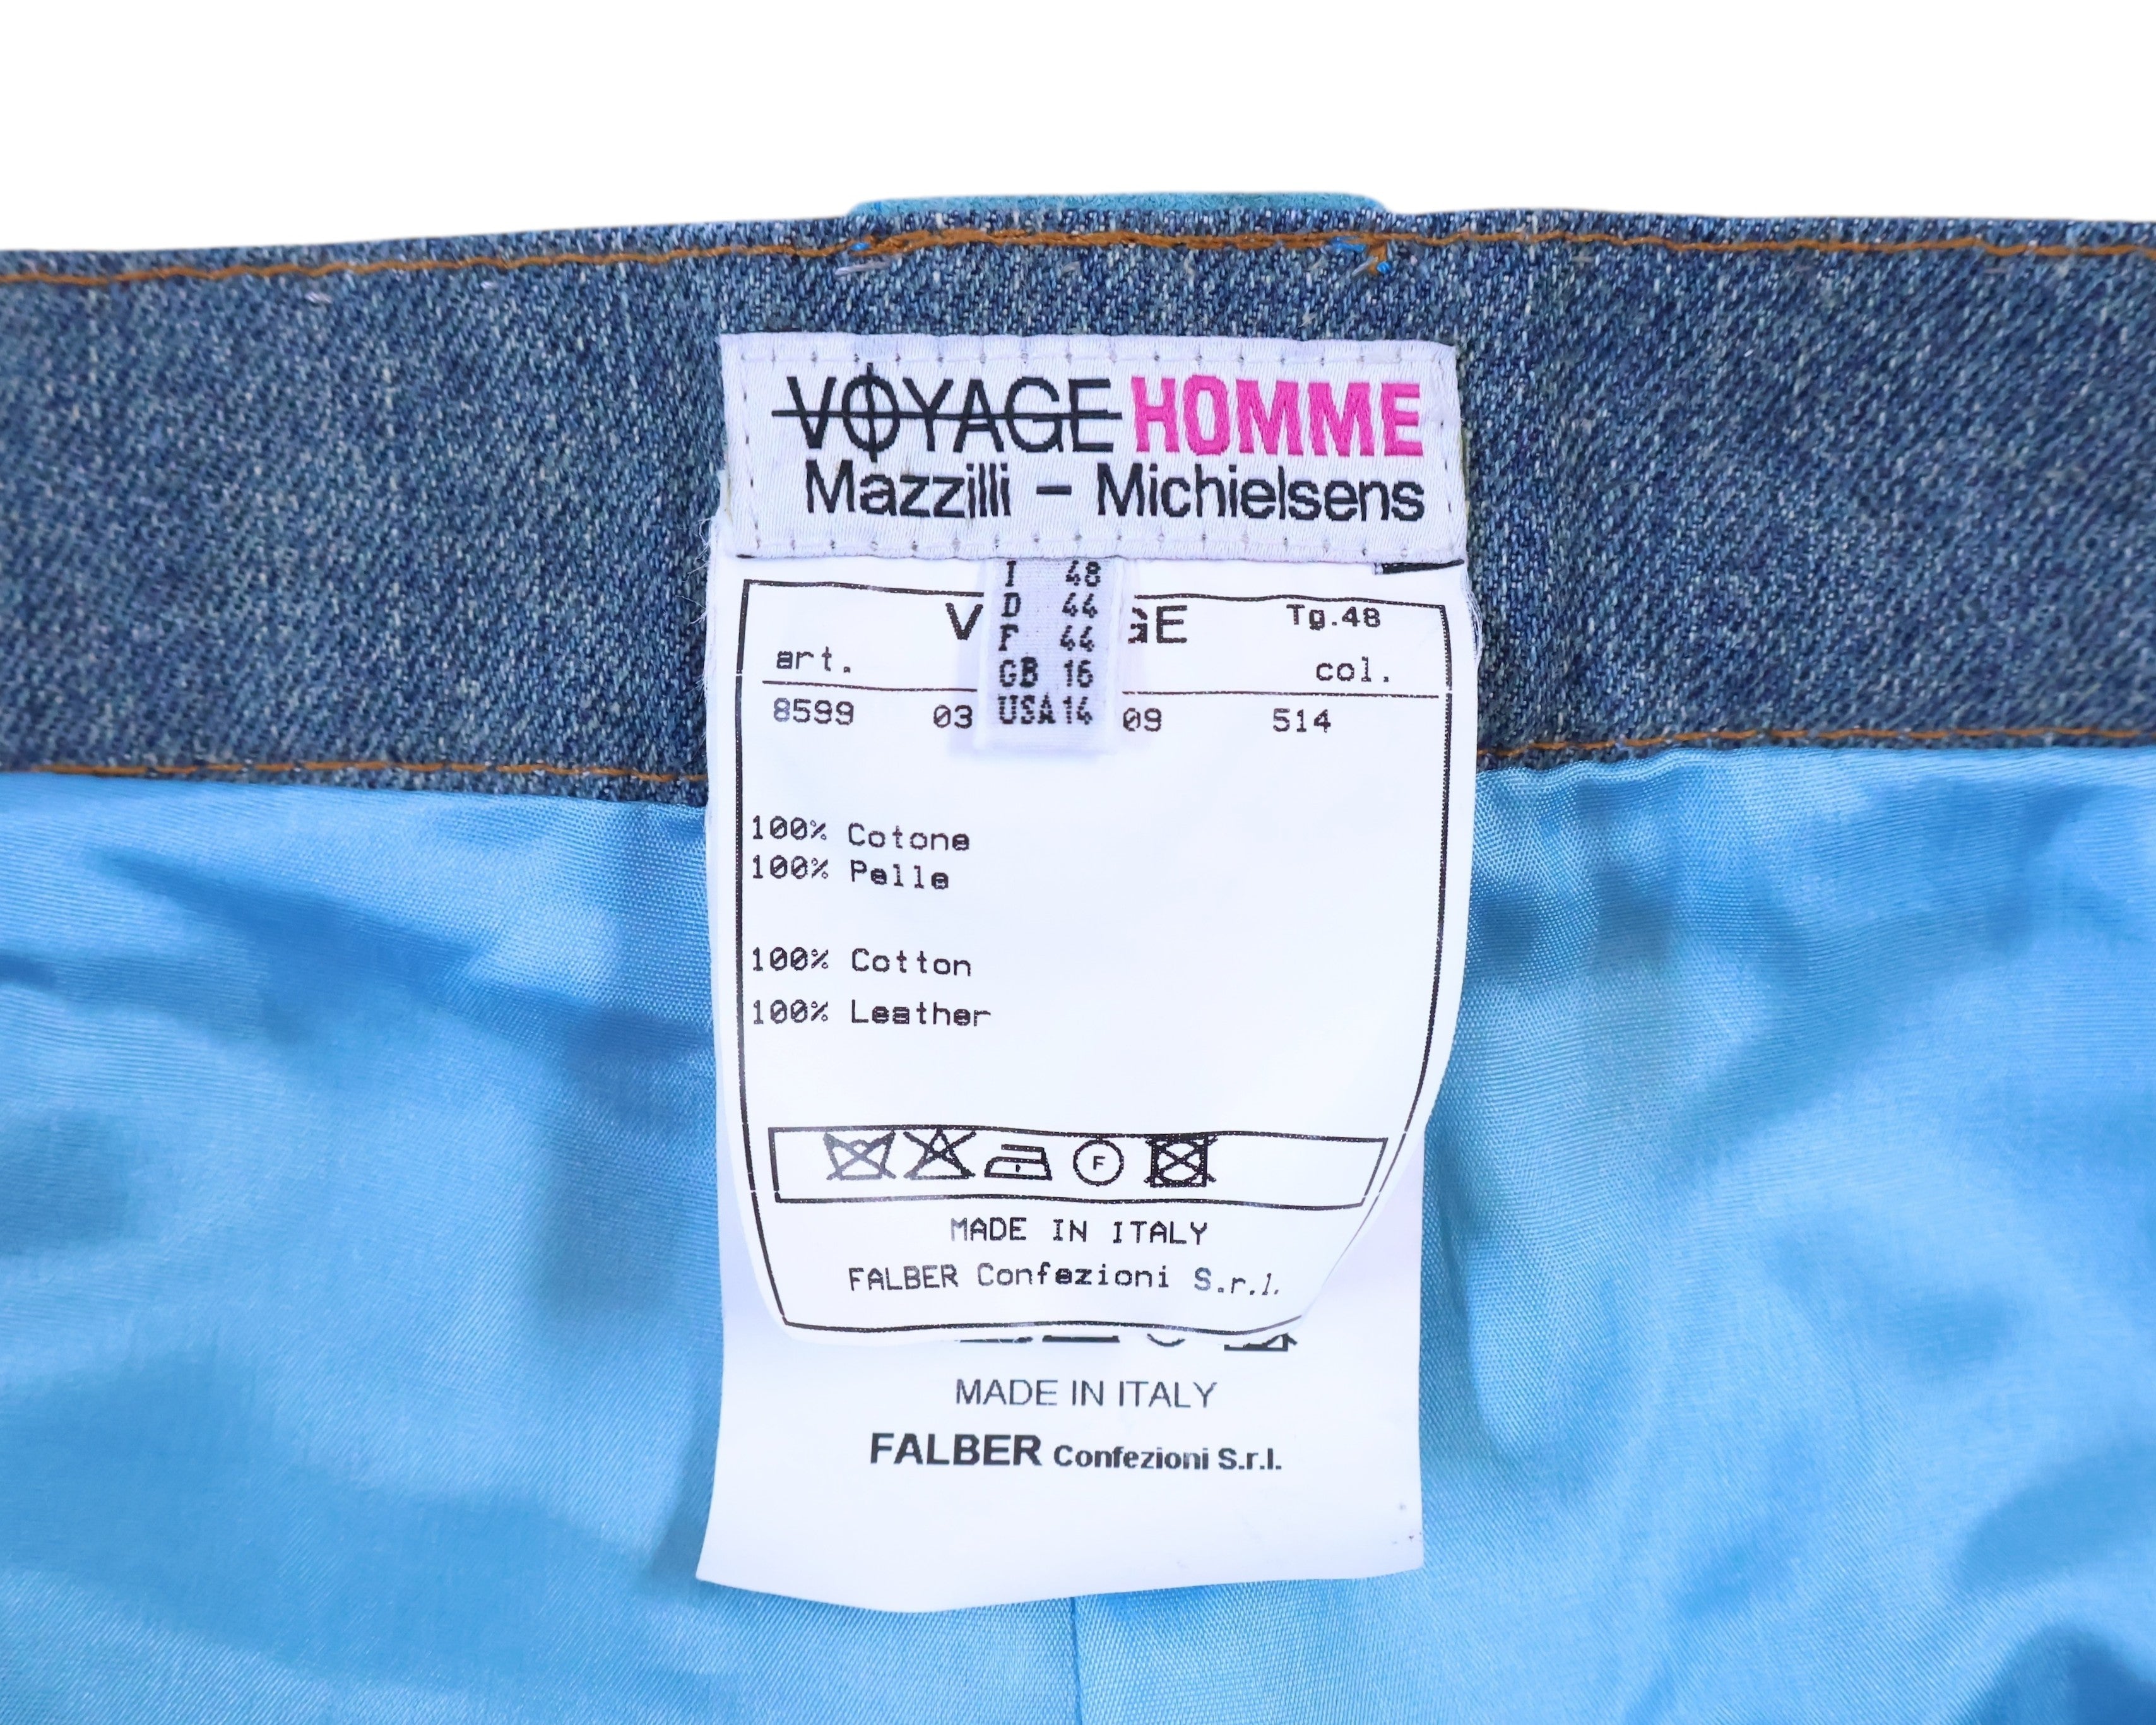 VOYAGE HOMME
Mazzilli - Michielsens
I 48
D 44
F 44
GB 16
USA 14
Tg.48
art. col.
8599 03 09 514
100% Cotone
100% Pelle
100% Cotton
100% Leather
F
MADE IN ITALY
FALBER Confezioni S.r.l.
MADE IN ITALY
FALBER Confezioni S.r.l.